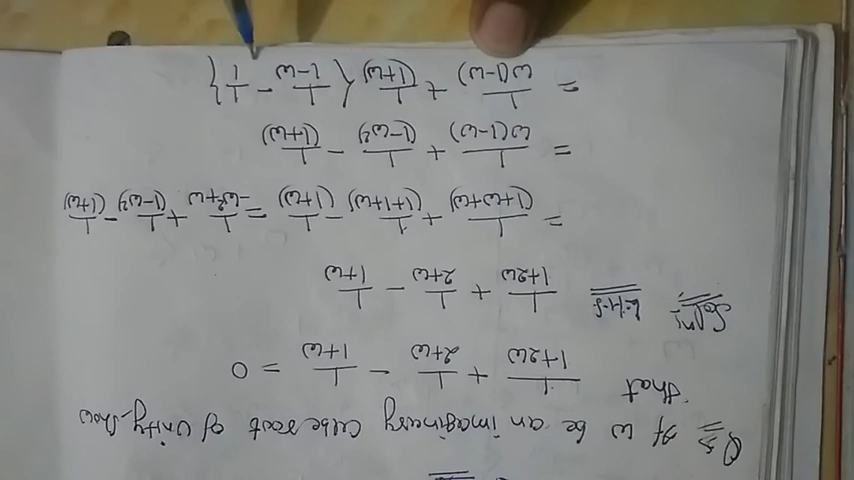 Q⇒ If ω be an imaginary cube root of unity, show
that 1/(1+2ω) + 1/(2+ω) - 1/(1+ω) = 0
Soln:- L.H.S 1/(1+2ω) + 1/(2+ω) - 1/(1+ω)
= 1/(1+ω+ω) + 1/(1+1+ω) - 1/(1+ω) = 1/(-ω²+ω) + 1/(1-ω²) - 1/(1+ω)
= 1/ω(1-ω) + 1/(1-ω²) - 1/(1+ω)
= 1/ω(1-ω) + 1/(1+ω) { 1/(1-ω) - 1/1 }